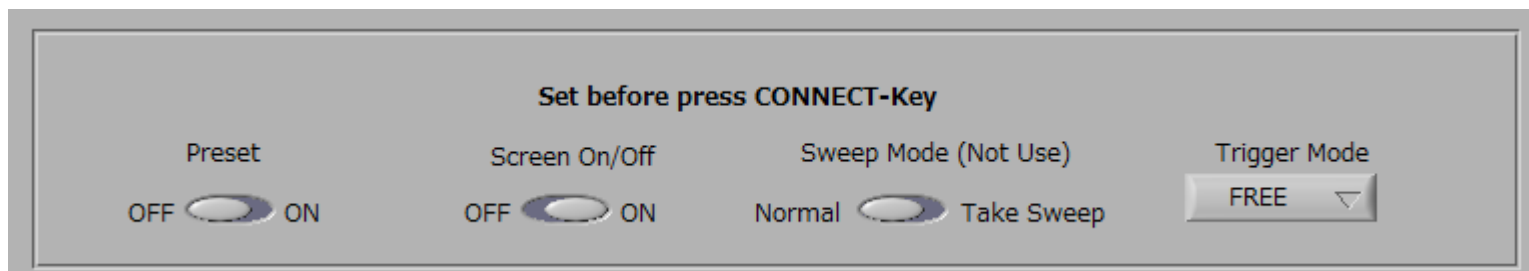 Set before press CONNECT-Key
Preset
Screen On/Off
Sweep Mode (Not Use)
Trigger Mode
OFF ON
OFF ON
Normal Take Sweep
FREE